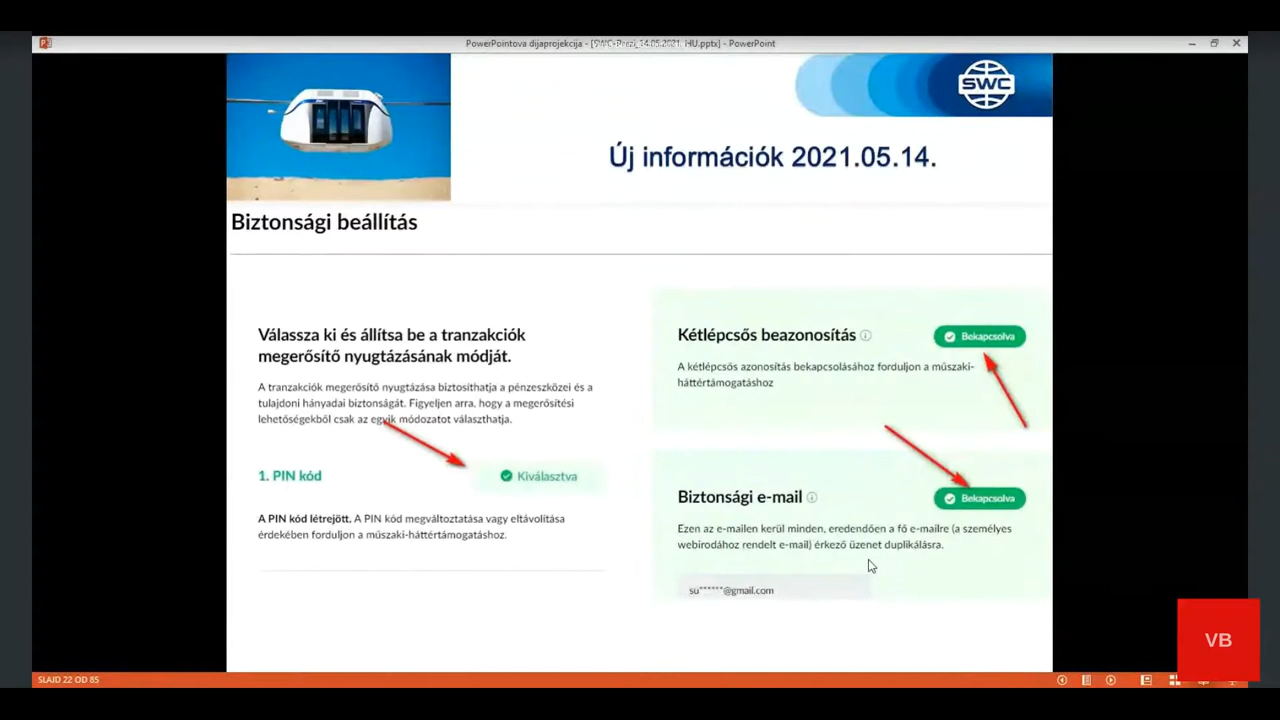 PowerPointova dijaprojekcija - [SWC-Prezi_14.05.2021. HU.pptx] - PowerPoint
SWC
Új információk 2021.05.14.
Biztonsági beállítás
Válassza ki és állítsa be a tranzakciók
megerősítő nyugtázásának módját.
A tranzakciók megerősítő nyugtázása biztosíthatja a pénzeszközei és a
tulajdoni hányadai biztonságát. Figyeljen arra, hogy a megerősítési
lehetőségekből csak az egyik módozatot választhatja.
1. PIN kód
Kiválasztva
A PIN kód létrejött. A PIN kód megváltoztatása vagy eltávolítása
érdekében forduljon a műszaki-háttértámogatáshoz.
Kétlépcsős beazonosítás
Bekapcsolva
A kétlépcsős azonosítás bekapcsolásához forduljon a műszaki-
háttértámogatáshoz
Biztonsági e-mail
Bekapcsolva
Ezen az e-mailen kerül minden, eredendően a fő e-mailre (a személyes
webirodához rendelt e-mail) érkező üzenet duplikálásra.
su******@gmail.com
VB
SLAJD 22 OD 85